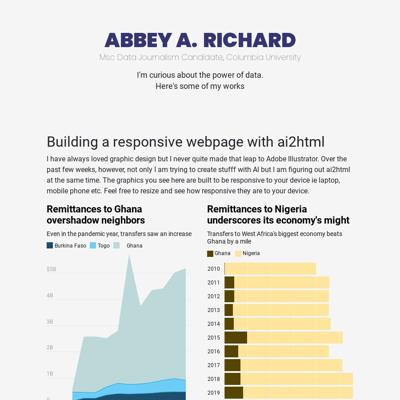 ABBEY A. RICHARD
Msc Data Journalism Candidate, Columbia University
I'm curious about the power of data.
Here's some of my works
Building a responsive webpage with ai2html
I have always loved graphic design but I never quite made that leap to Adobe Illustrator. Over the
past few weeks, however, not only I am trying to create stufff with AI but I am figuring out ai2html
at the same time. The graphics you see here are built to be responsive to your device ie laptop,
mobile phone etc. Feel free to resize and see how responsive they are to your device.
Remittances to Ghana
overshadow neighbors
Even in the pandemic year, transfers saw an increase
Burkina Faso Togo Ghana
$5B
4B
3B
2B
1B
0
Remittances to Nigeria
underscores its economy's might
Transfers to West Africa's biggest economy beats
Ghana by a mile
Ghana Nigeria
2010
2011
2012
2013
2014
2015
2016
2017
2018
2019